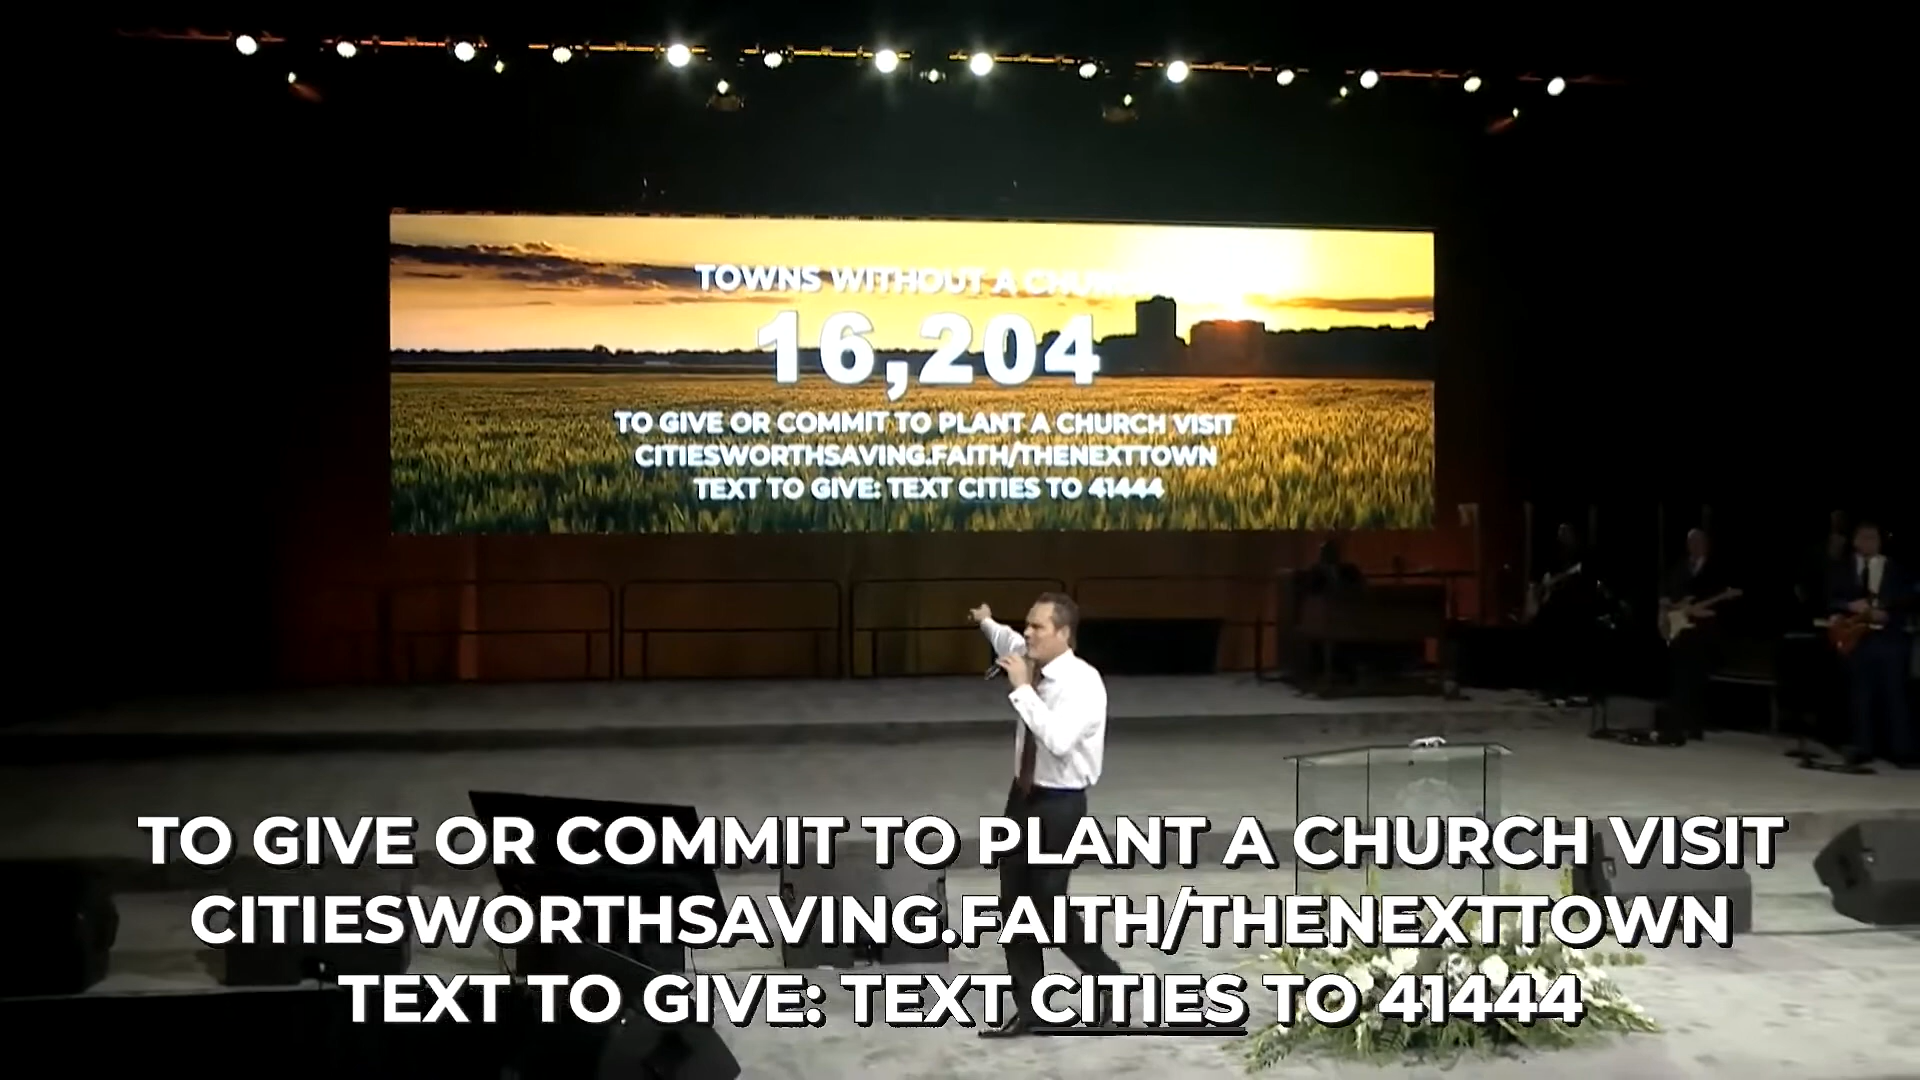 TOWNS WITHOUT A CHURCH
16,204
TO GIVE OR COMMIT TO PLANT A CHURCH VISIT
CITIESWORTHSAVING.FAITH/THENEXTTOWN
TEXT TO GIVE: TEXT CITIES TO 41444
TO GIVE OR COMMIT TO PLANT A CHURCH VISIT
CITIESWORTHSAVING.FAITH/THENEXTTOWN
TEXT TO GIVE: TEXT CITIES TO 41444